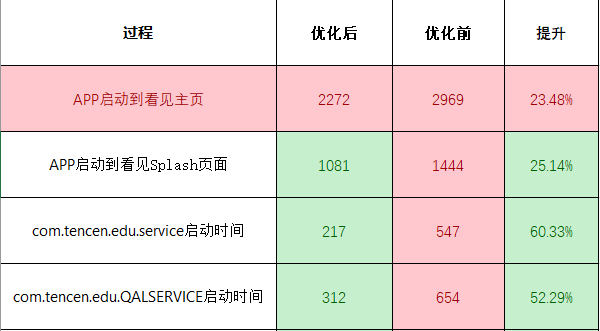 过程 优化后 优化前 提升
APP启动到看见主页 2272 2969 23.48%
APP启动到看见Splash页面 1081 1444 25.14%
com.tencen.edu.service启动时间 217 547 60.33%
com.tencen.edu.QALSERVICE启动时间 312 654 52.29%